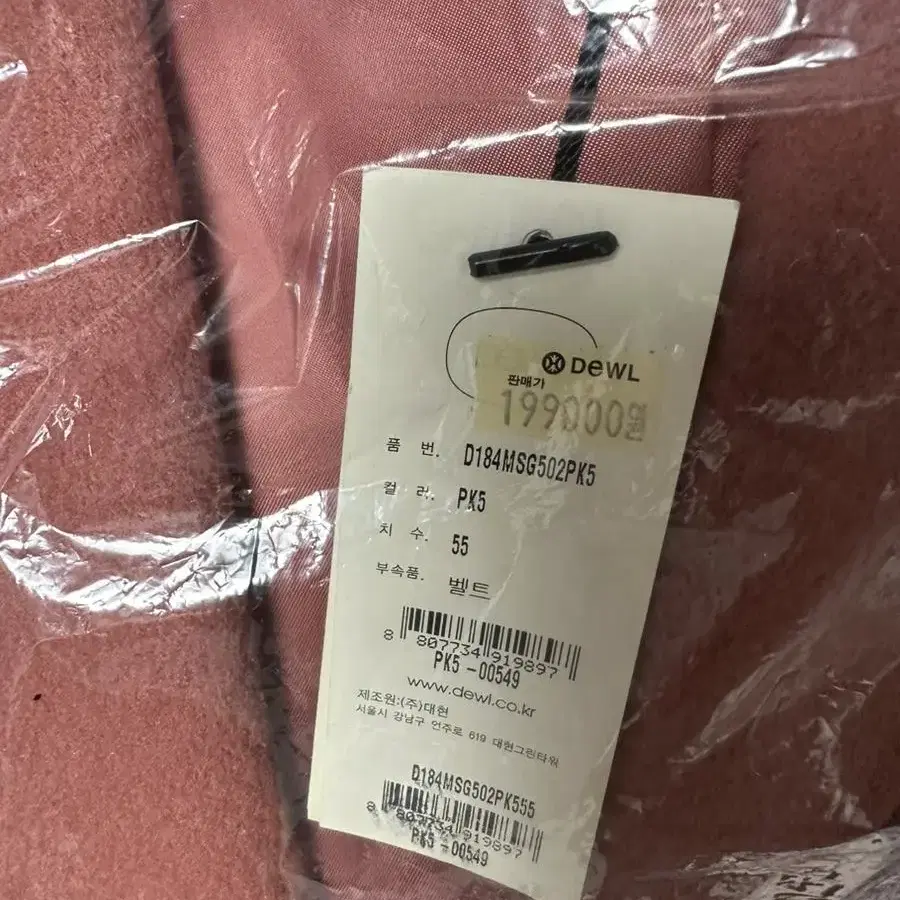 DEWL
판매가
199000원
품 번. D184MSG502PK5
컬 러. PK5
치 수. 55
부속품. 벨트
8 807734 919897
PK5 -00549
www.dewl.co.kr
제조원:(주)대현
서울시 강남구 언주로 619 대현그린타워
D184MSG502PK555
8 807734 919897
PK5 -00549